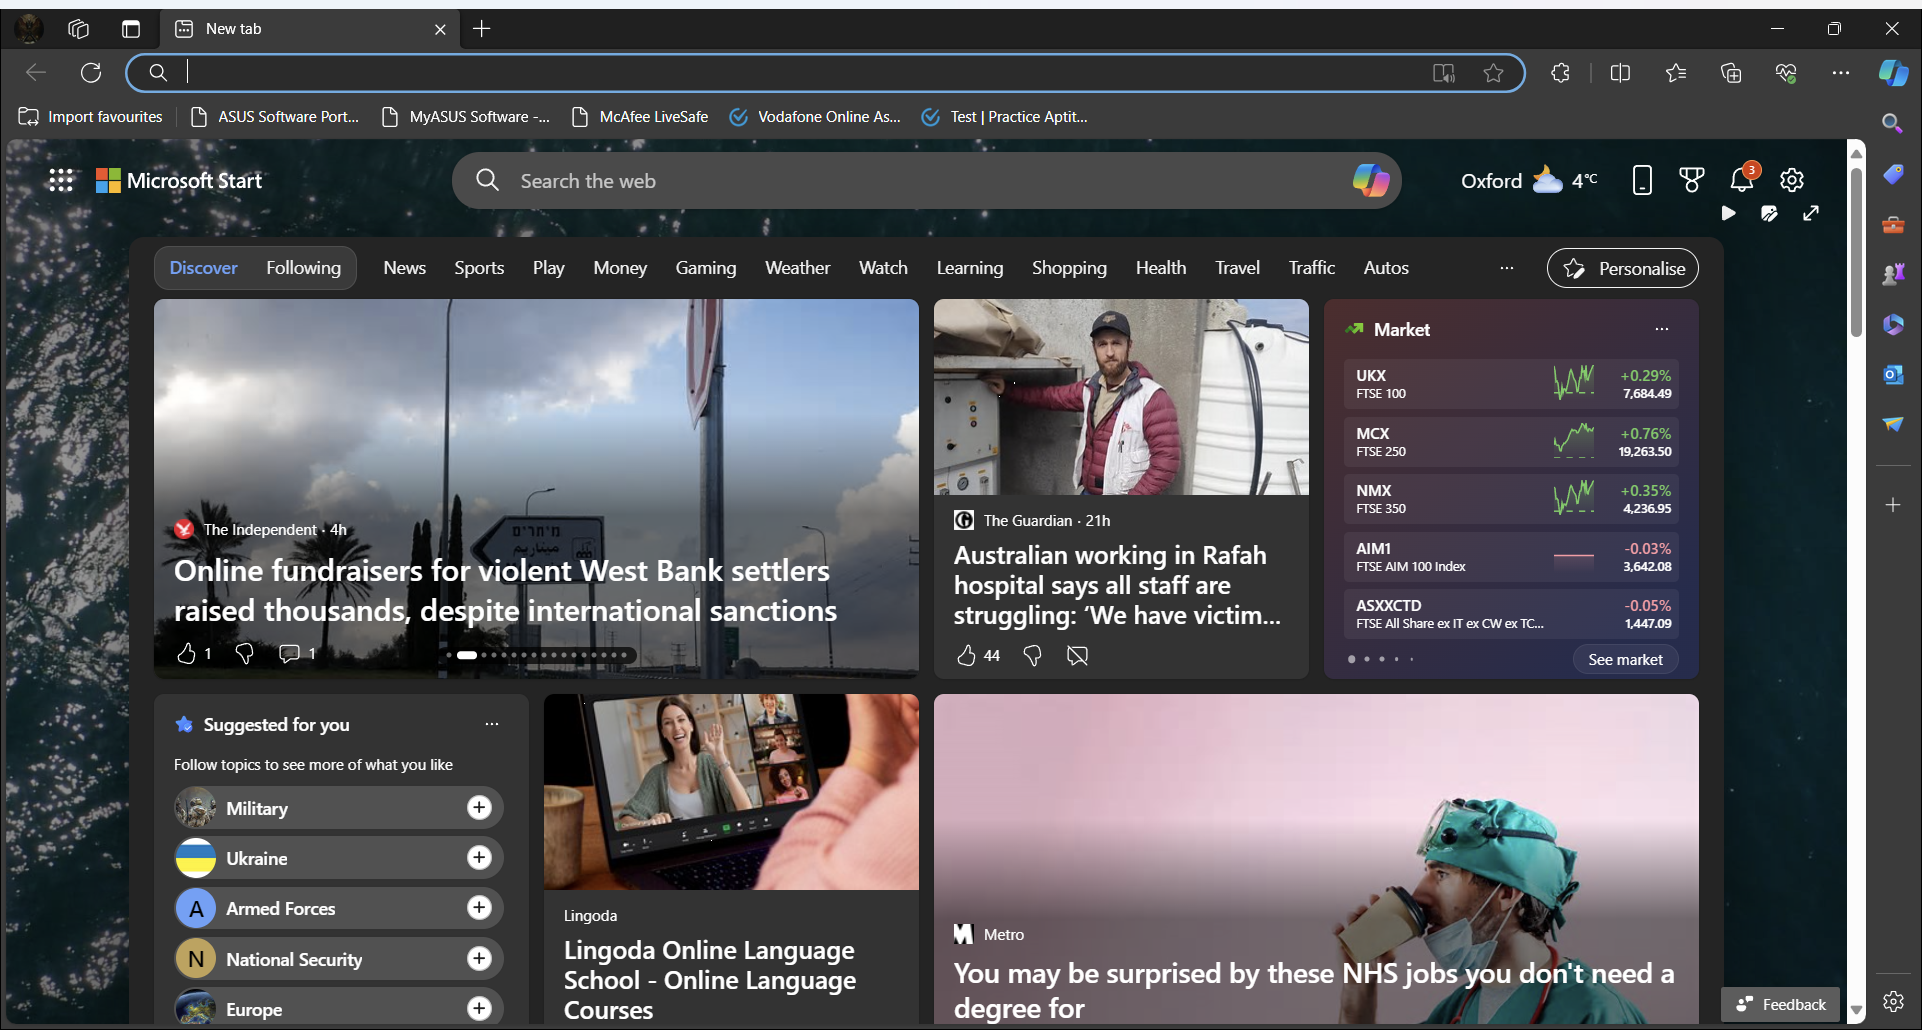 New tab
Import favourites
ASUS Software Port...
MyASUS Software -...
McAfee LiveSafe
Vodafone Online As...
Test | Practice Aptit...
Microsoft Start
Search the web
Oxford
4°C
3
Discover
Following
News
Sports
Play
Money
Gaming
Weather
Watch
Learning
Shopping
Health
Travel
Traffic
Autos
...
Personalise
מיתרים
The Independent · 4h
Online fundraisers for violent West Bank settlers
raised thousands, despite international sanctions
1
1
The Guardian · 21h
Australian working in Rafah
hospital says all staff are
struggling: ‘We have victim...
44
Market
...
UKX
+0.29%
FTSE 100
7,684.49
MCX
+0.76%
FTSE 250
19,263.50
NMX
+0.35%
FTSE 350
4,236.95
AIM1
-0.03%
FTSE AIM 100 Index
3,642.08
ASXXCTD
-0.05%
FTSE All Share ex IT ex CW ex TC...
1,447.09
See market
Suggested for you
...
Follow topics to see more of what you like
Military
Ukraine
A
Armed Forces
N
National Security
Europe
Lingoda
Lingoda Online Language
School - Online Language
Courses
Metro
You may be surprised by these NHS jobs you don't need a
degree for
Feedback